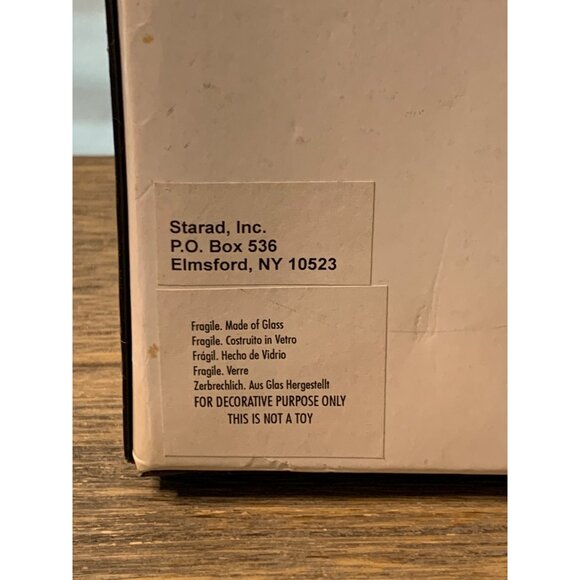 Starad, Inc.
P.O. Box 536
Elmsford, NY 10523
Fragile. Made of Glass
Fragile. Costruito in Vetro
Frágil. Hecho de Vidrio
Fragile. Verre
Zerbrechlich. Aus Glas Hergestellt
FOR DECORATIVE PURPOSE ONLY
THIS IS NOT A TOY